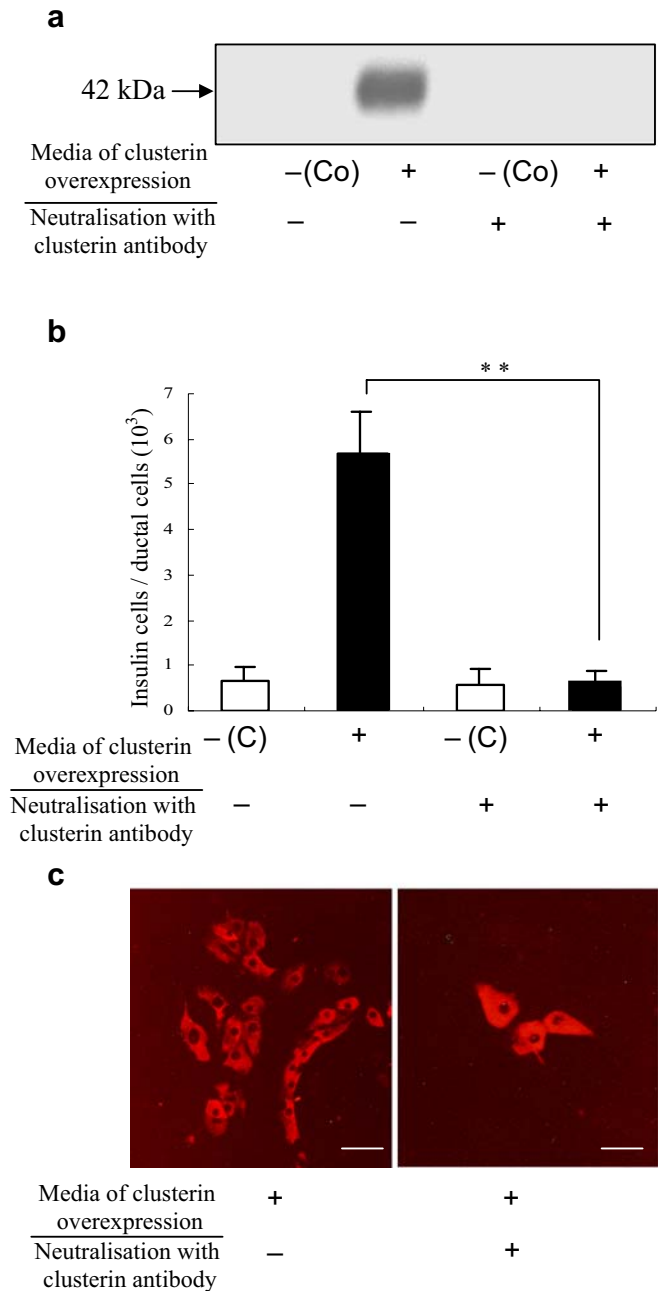 a
42 kDa
Media of clusterin
overexpression
–(Co) + –(Co) +
Neutralisation with
clusterin antibody
– – + +
b
Insulin cells / ductal cells (10³)
7
6
5
4
3
2
1
0
* *
Media of clusterin
overexpression
– (C) + – (C) +
Neutralisation with
clusterin antibody
– – + +
c
Media of clusterin
overexpression
+ +
Neutralisation with
clusterin antibody
– +